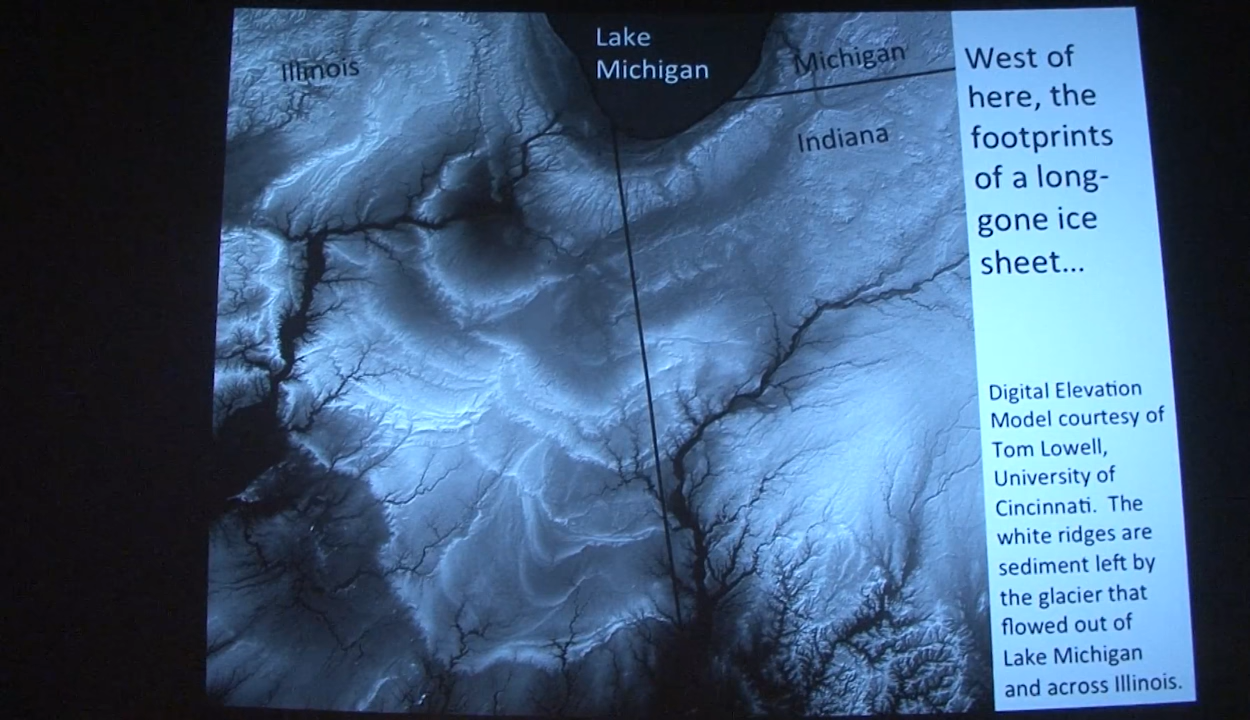 Lake
Michigan
Illinois
Michigan
Indiana
West of
here, the
footprints
of a long-
gone ice
sheet...
Digital Elevation
Model courtesy of
Tom Lowell,
University of
Cincinnati.  The
white ridges are
sediment left by
the glacier that
flowed out of
Lake Michigan
and across Illinois.